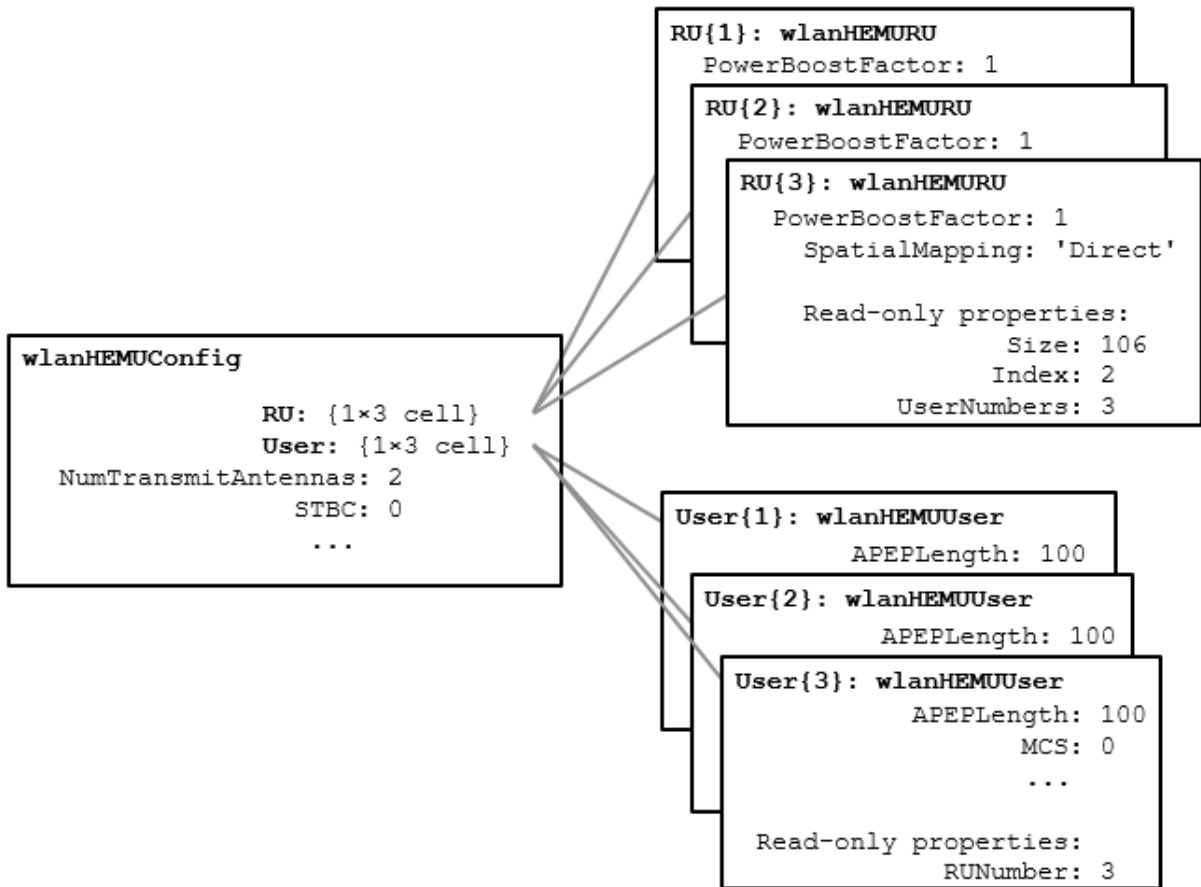 RU{1}: wlanHEMURU
PowerBoostFactor: 1
RU{2}: wlanHEMURU
PowerBoostFactor: 1
RU{3}: wlanHEMURU
PowerBoostFactor: 1
SpatialMapping: 'Direct'
Read-only properties:
Size: 106
Index: 2
UserNumbers: 3
wlanHEMUConfig
RU: {1×3 cell}
User: {1×3 cell}
NumTransmitAntennas: 2
STBC: 0
...
User{1}: wlanHEMUUser
APEPLength: 100
User{2}: wlanHEMUUser
APEPLength: 100
User{3}: wlanHEMUUser
APEPLength: 100
MCS: 0
...
Read-only properties:
RUNumber: 3